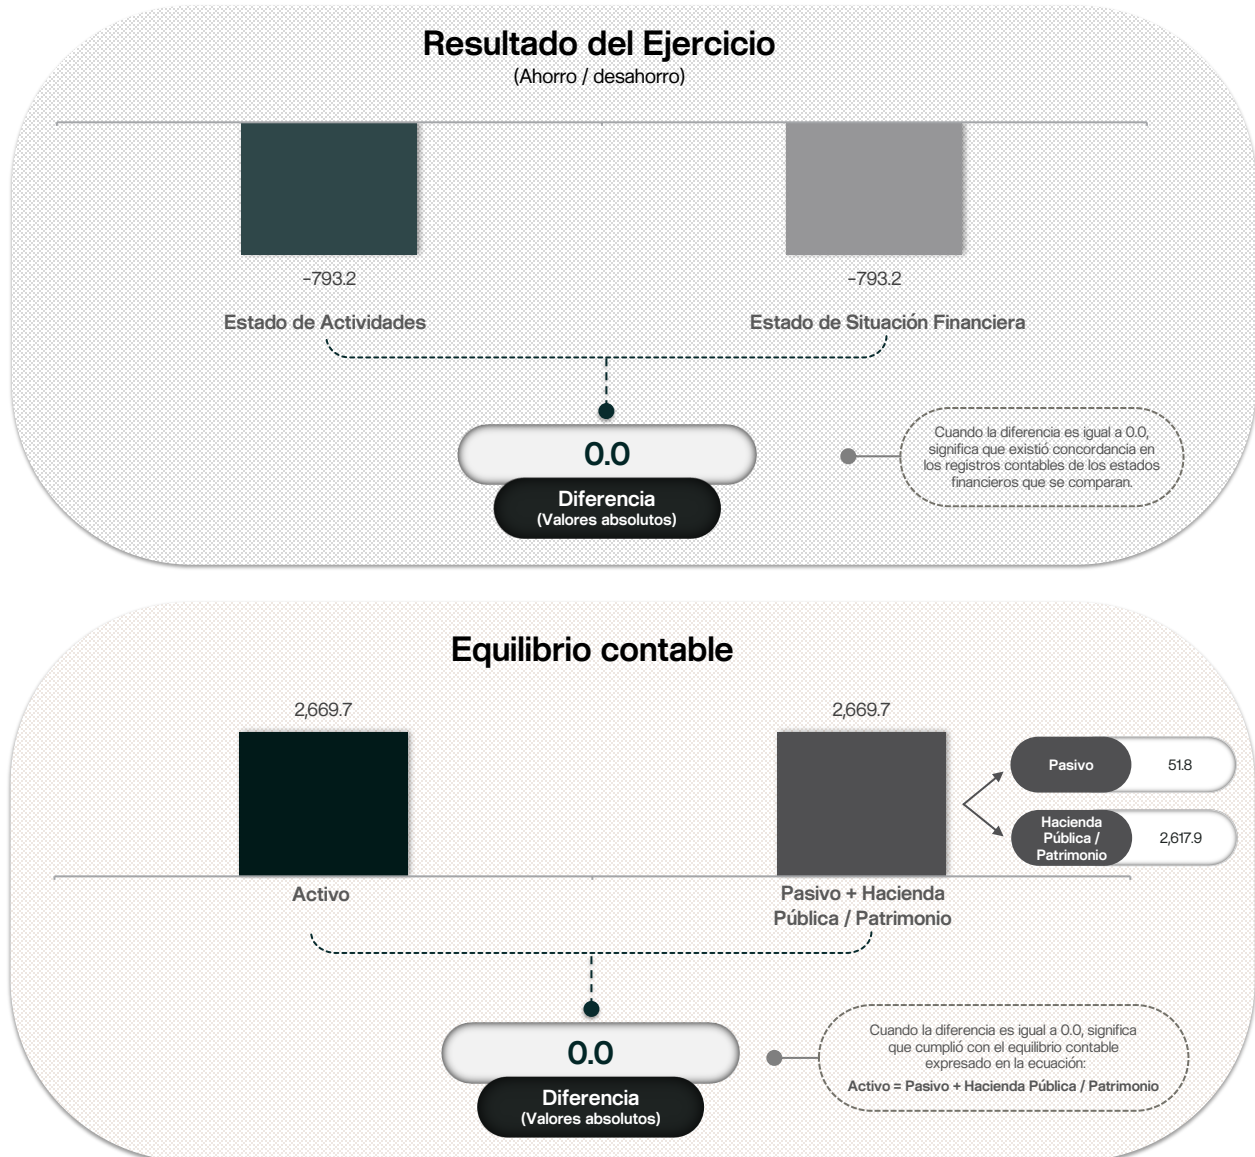 Resultado del Ejercicio
(Ahorro / desahorro)
-793.2
-793.2
Estado de Actividades
Estado de Situación Financiera
0.0
Diferencia
(Valores absolutos)
Cuando la diferencia es igual a 0.0,
significa que existió concordancia en
los registros contables de los estados
financieros que se comparan.
Equilibrio contable
2,669.7
2,669.7
Pasivo
51.8
Hacienda
Pública /
Patrimonio
2,617.9
Activo
Pasivo + Hacienda
Pública / Patrimonio
0.0
Diferencia
(Valores absolutos)
Cuando la diferencia es igual a 0.0, significa
que cumplió con el equilibrio contable
expresado en la ecuación:
Activo = Pasivo + Hacienda Pública / Patrimonio